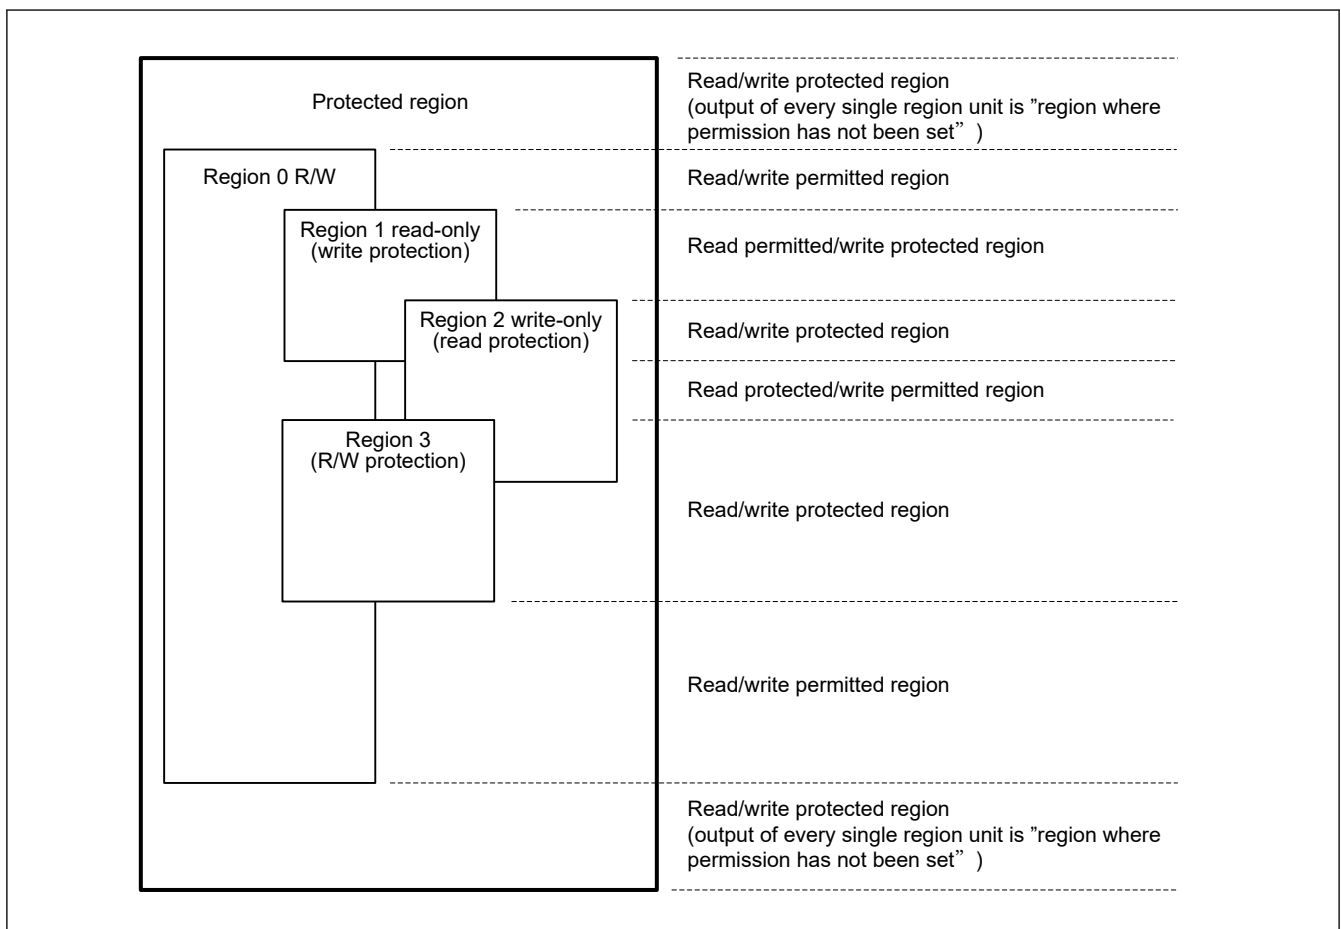 Protected region
Read/write protected region
(output of every single region unit is ”region where
permission has not been set” )
Region 0 R/W
Read/write permitted region
Region 1 read-only
(write protection)
Read permitted/write protected region
Region 2 write-only
(read protection)
Read/write protected region
Read protected/write permitted region
Region 3
(R/W protection)
Read/write protected region
Read/write permitted region
Read/write protected region
(output of every single region unit is ”region where
permission has not been set” )